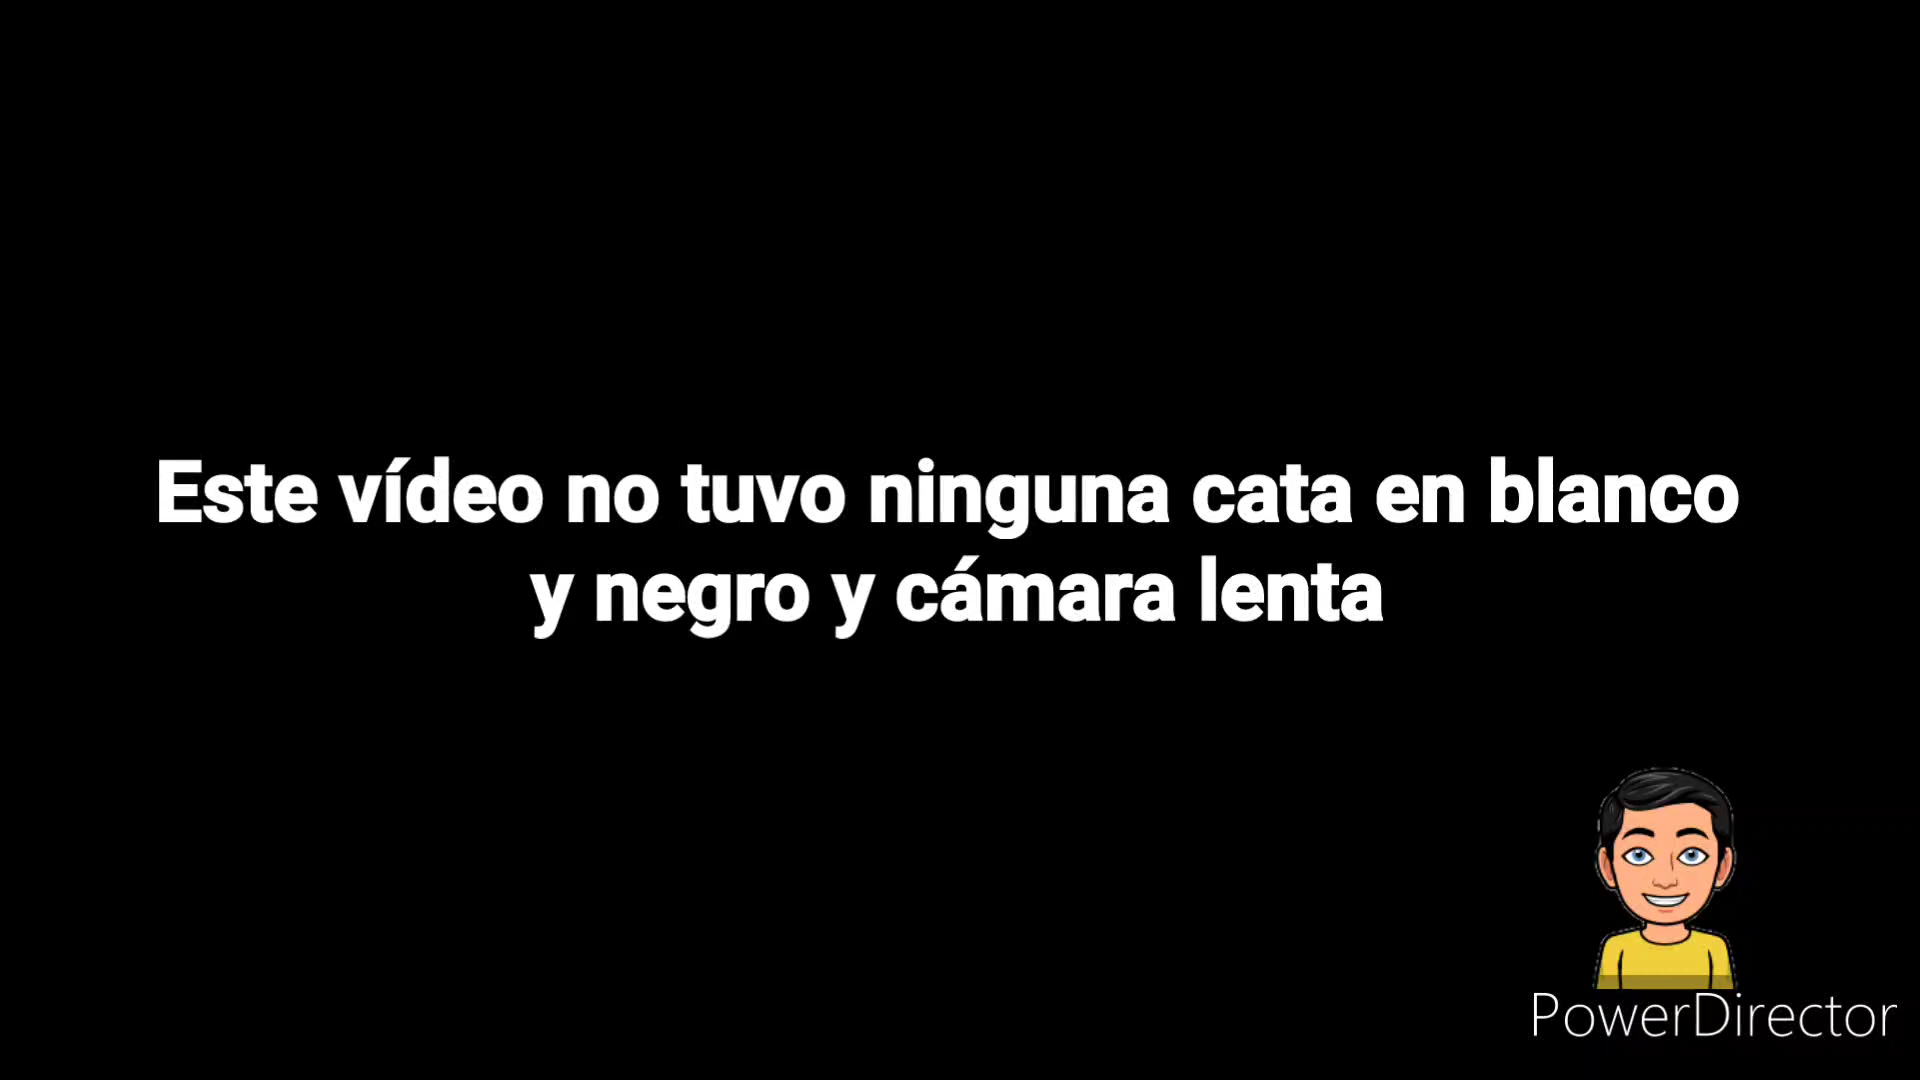 Este vídeo no tuvo ninguna cata en blanco
y negro y cámara lenta
PowerDirector